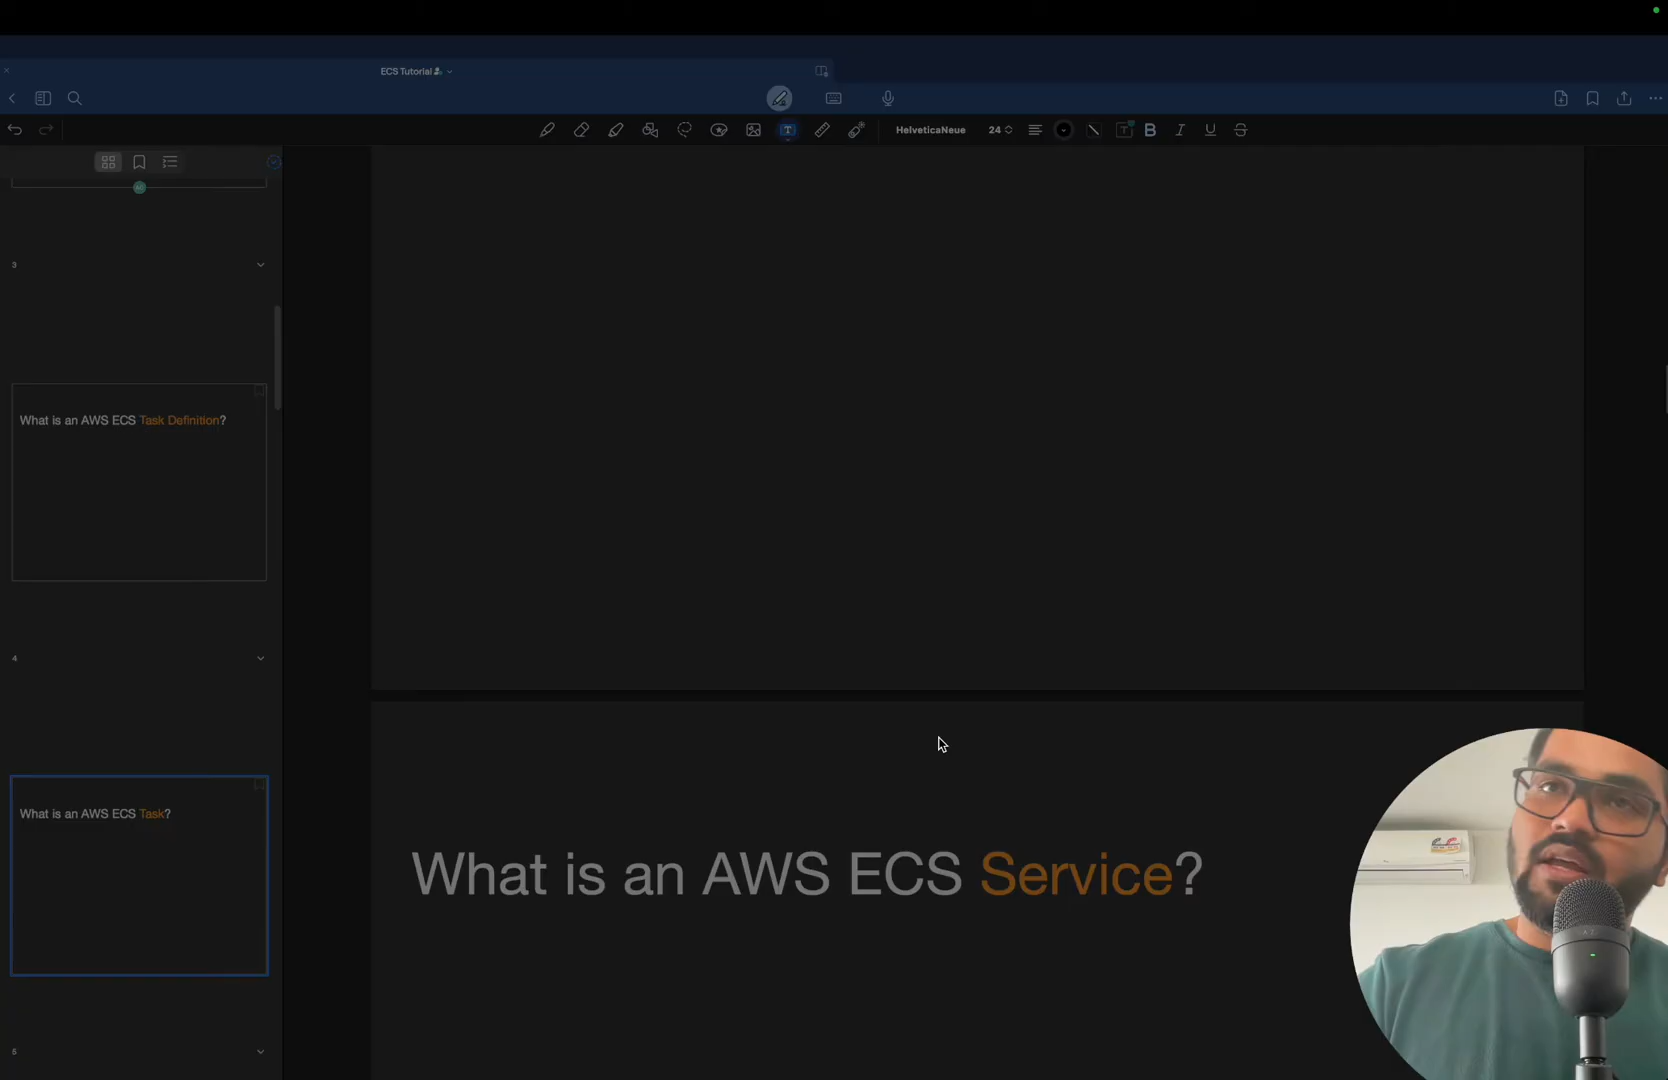 ECS Tutorial
HelveticaNeue 24
3
What is an AWS ECS Task Definition?
4
What is an AWS ECS Task?
5
What is an AWS ECS Service?